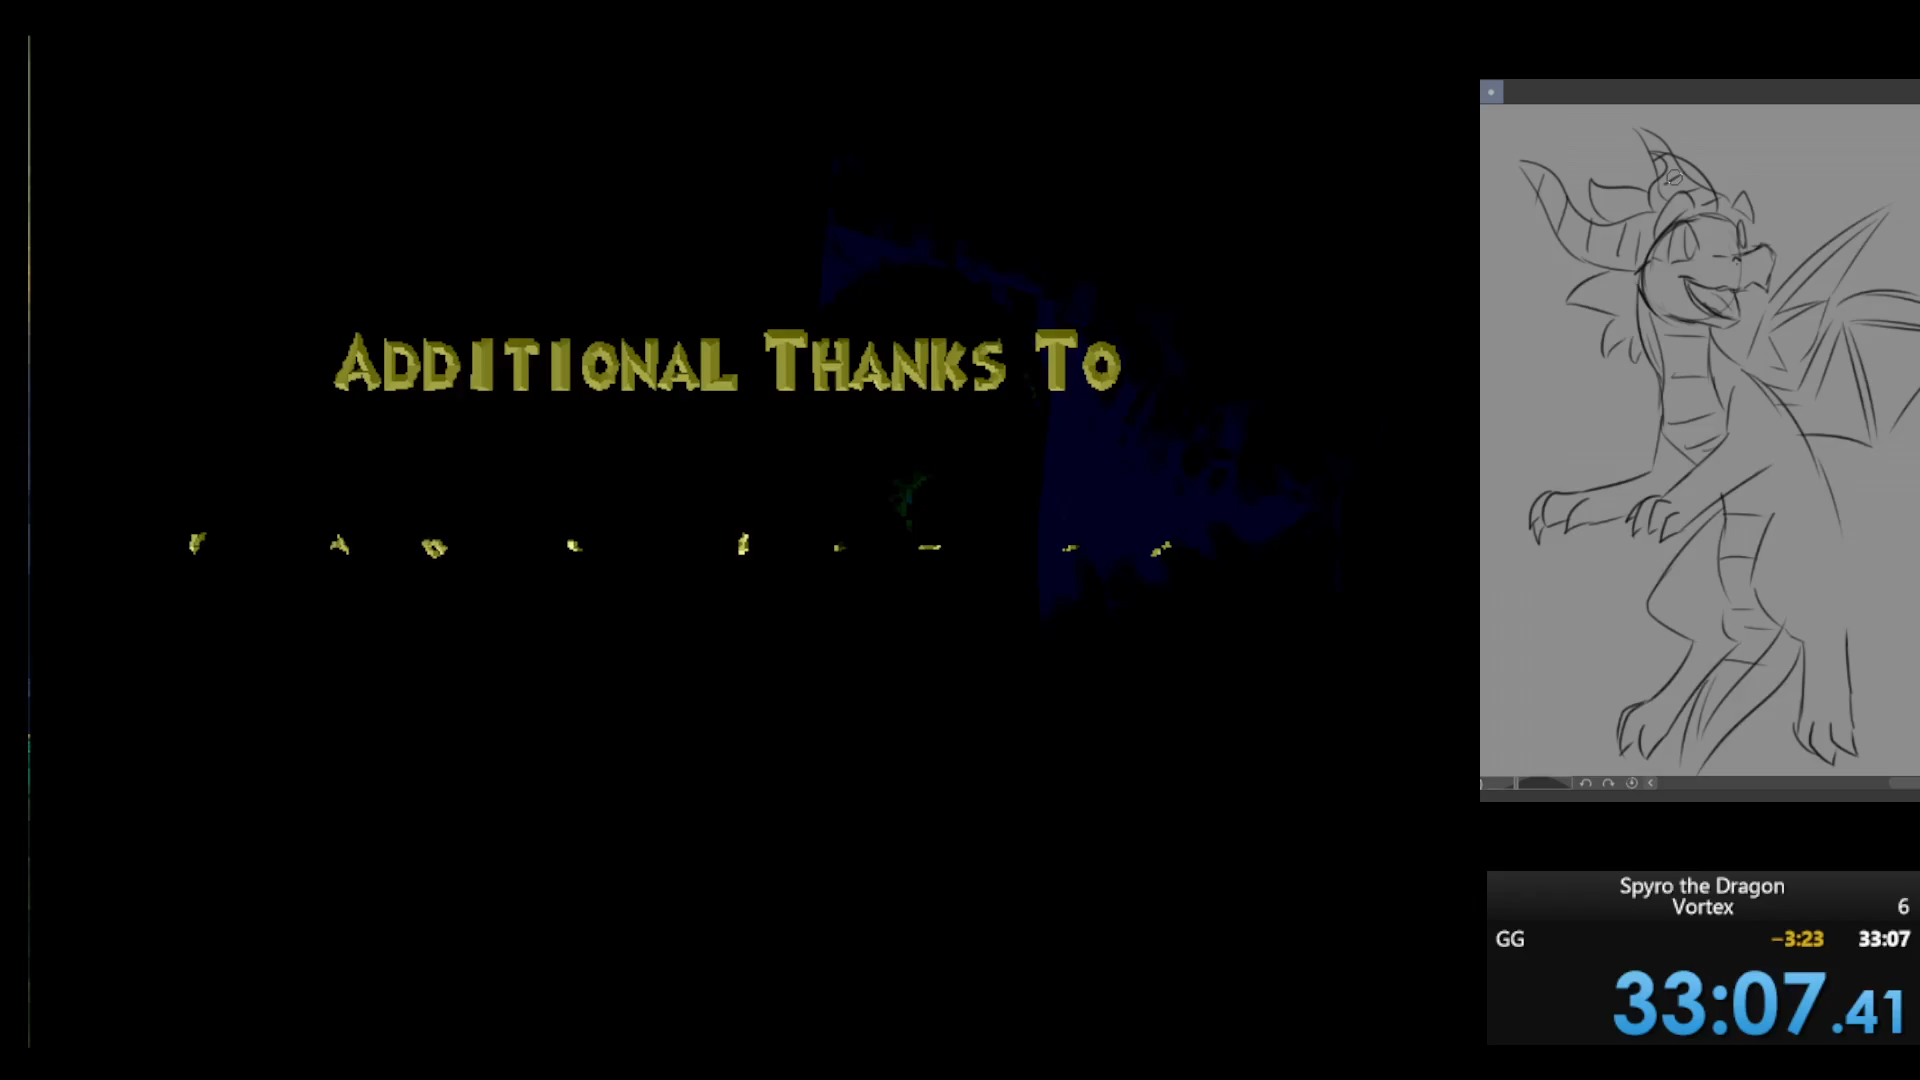 ADDITIONAL THANKS TO
Spyro the Dragon
Vortex
6
GG -3:23 33:07
33:07.41